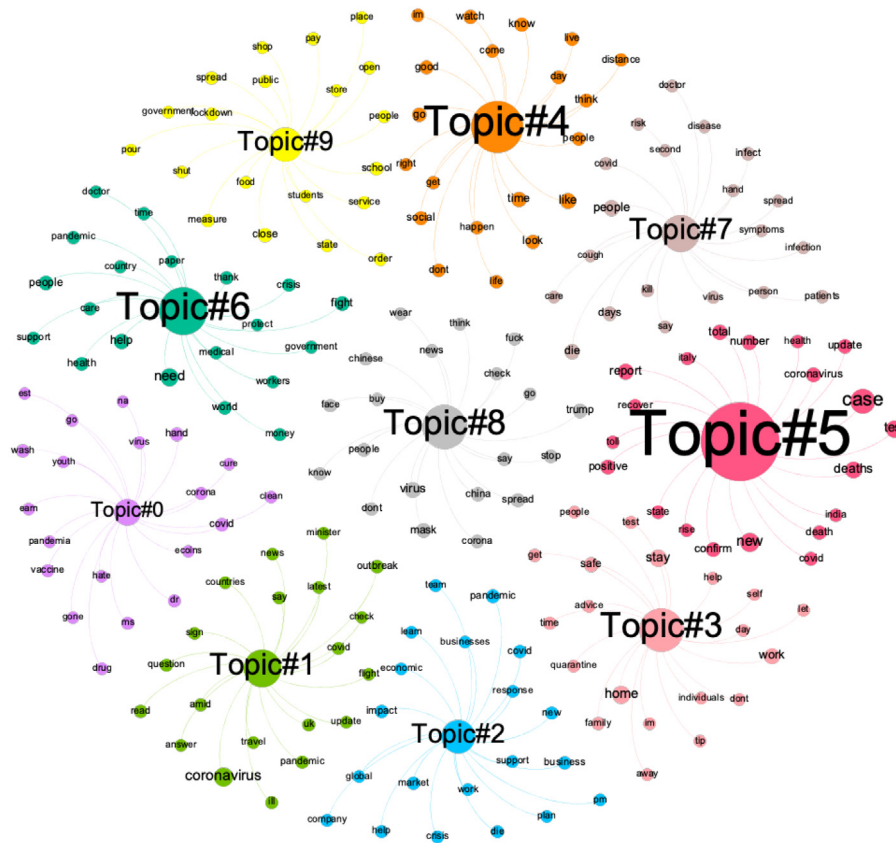 Topic#9
place
pay
shop
open
public
spread
store
government
lockdown
people
pour
shut
school
food
students
service
measure
close
state
order
Topic#4
im
watch
know
live
come
distance
good
day
think
go
people
right
get
time
like
social
happen
look
dont
life
Topic#7
doctor
risk
disease
second
covid
infect
hand
people
spread
symptoms
cough
infection
kill
virus
person
care
patients
days
say
die
Topic#6
doctor
time
pandemic
paper
country
thank
people
crisis
fight
care
protect
support
help
government
medical
health
need
workers
world
money
Topic#8
wear
think
fuck
news
chinese
check
go
buy
face
trump
people
say
stop
know
virus
china
spread
dont
mask
corona
Topic#5
total
number
health
update
italy
report
coronavirus
case
recover
test
toll
positive
deaths
state
india
rise
death
confirm
new
covid
Topic#0
est
na
go
hand
virus
wash
youth
cure
corona
clean
eam
covid
pandemia
ecoins
vaccine
hate
dr
gone
ms
drug
Topic#1
minister
news
outbreak
countries
latest
say
check
sign
covid
question
fight
amid
read
uk
update
answer
travel
pandemic
coronavirus
ill
Topic#2
team
pandemic
learn
businesses
covid
economic
response
impact
new
support
business
global
market
work
pm
company
plan
help
crisis
die
Topic#3
people
test
stay
get
safe
help
self
advice
let
time
day
work
quarantine
home
individuals
dont
family
im
tip
away